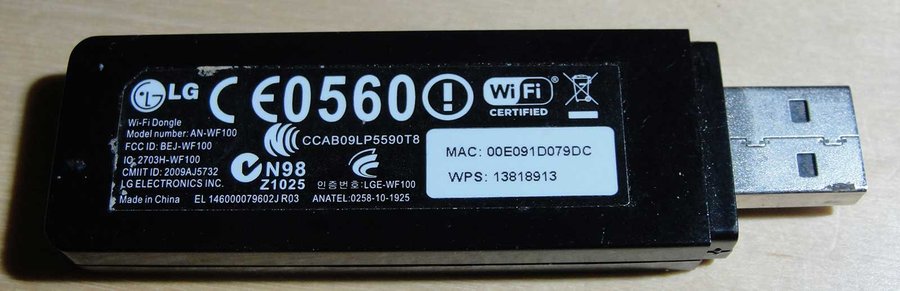 LG
CE0560
Wi Fi
CERTIFIED
Wi-Fi Dongle
Model number: AN-WF100
FCC ID: BEJ-WF100
IC: 2703H-WF100
CMIIT ID: 2009AJ5732
LG ELECTRONICS INC.
Made in China
CCAB09LP5590T8
N98
Z1025
인증번호:LGE-WF100
EL 146000079602J R03
ANATEL:0258-10-1925
MAC: 00E091D079DC
WPS: 13818913